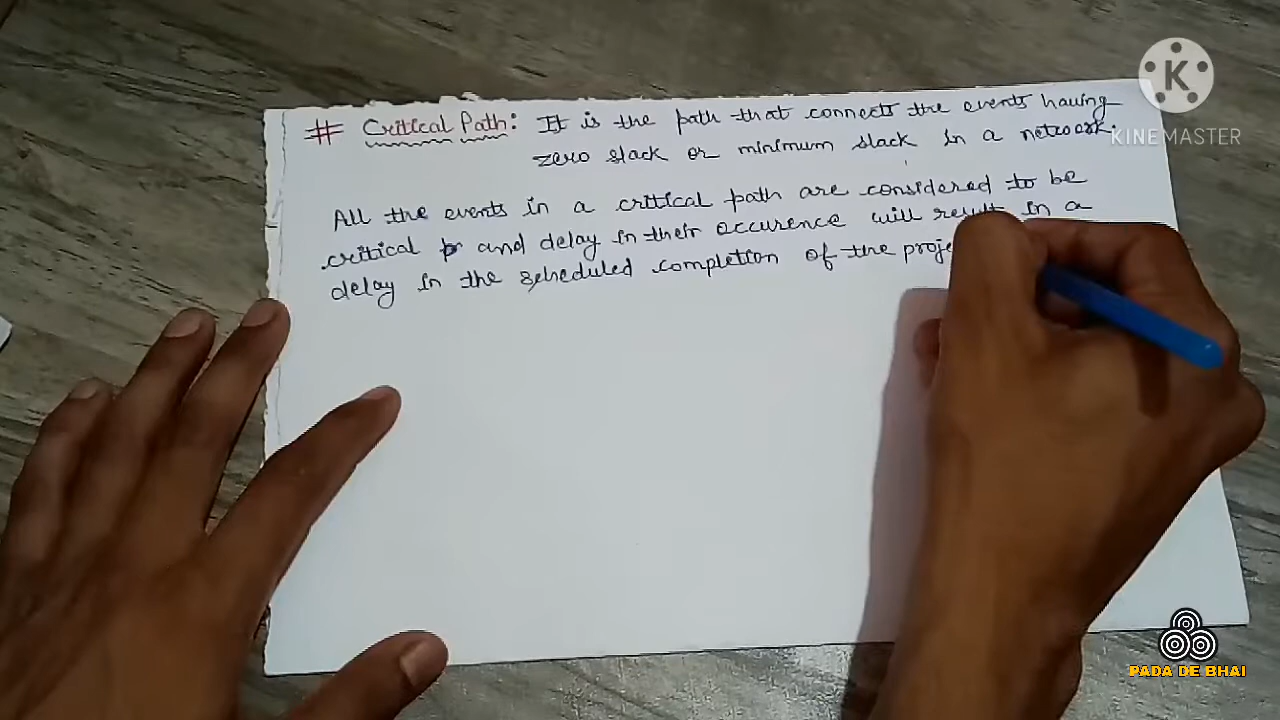 # Critical Path: It is the path that connects the events having
zero slack or minimum slack in a network.
All the events in a critical path are considered to be
critical and delay in their occurence will result in a
delay in the scheduled completion of the proje
K
KINEMASTER
PADA DE BHAI